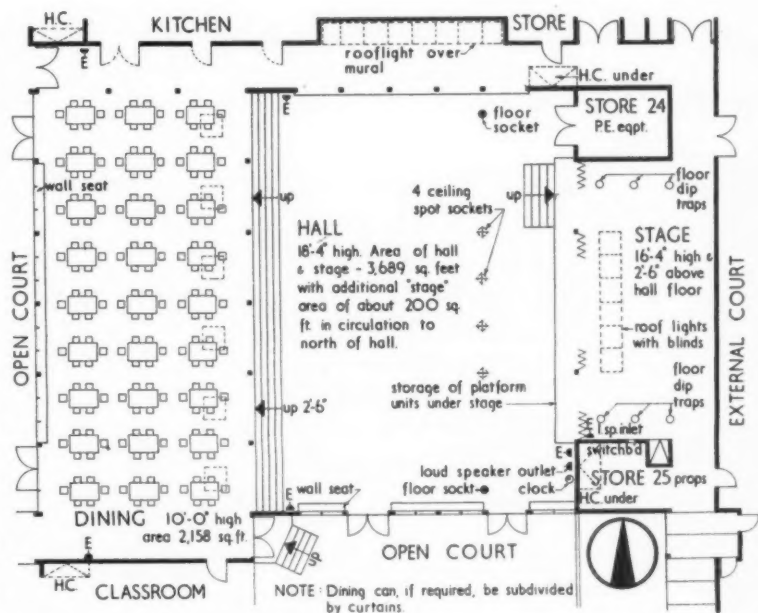 H.C.
KITCHEN
STORE
E
rooflight over
mural
H.C. under
E
floor
socket
STORE 24
P.E. eqpt.
wall seat
up
4 ceiling
spot sockets
up
floor
dip
traps
HALL
18'-4" high. Area of hall
& stage - 3,689 sq. feet
with additional "stage"
area of about 200 sq.
ft. in circulation to
north of hall.
STAGE
16'-4" high &
2'-6" above
hall floor
OPEN COURT
EXTERNAL COURT
roof lights
with blinds
storage of platform
units under stage
floor
dip
traps
up 2'-6"
l.sp. inlet
E
switchb'd
loud speaker outlet
E
wall seat
floor sockt
clock
STORE 25 props
H.C. under
DINING 10'-0" high
area 2,158 sq. ft.
E
up
OPEN COURT
E
H.C.
CLASSROOM
NOTE: Dining can, if required, be subdivided
by curtains.